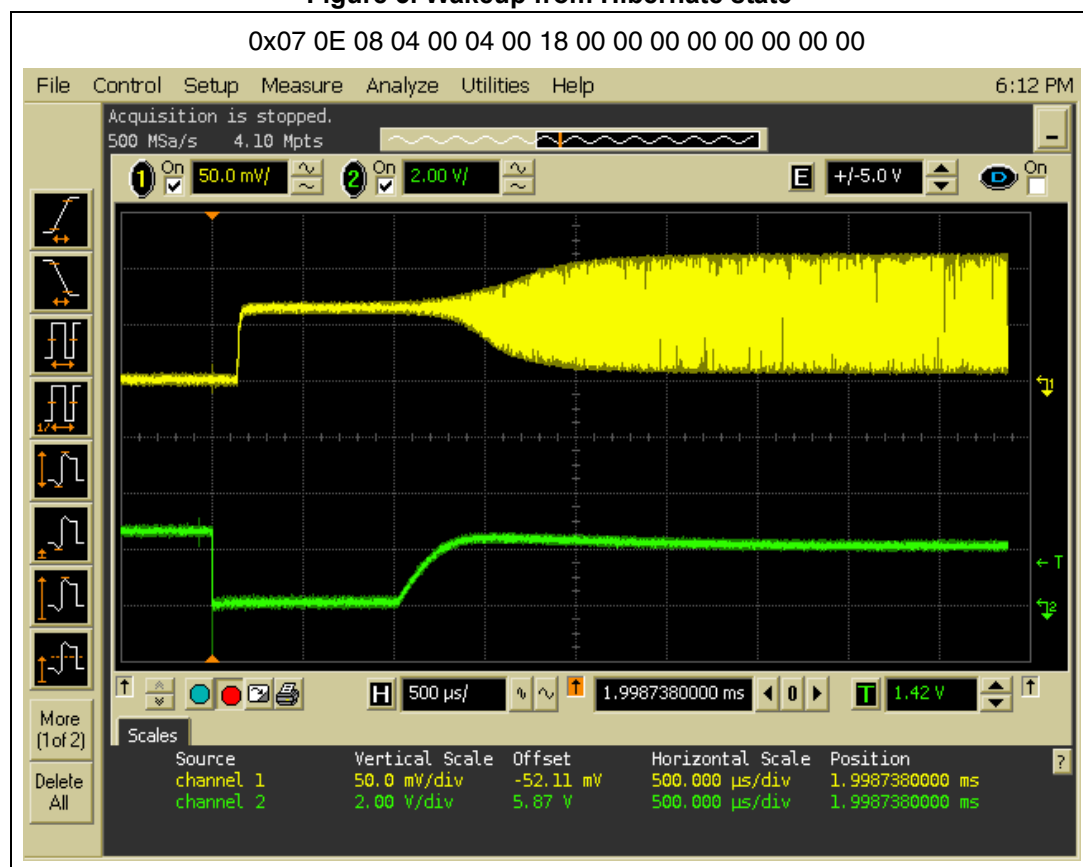 Figure 3. Wakeup from Hibernate state
0x07 0E 08 04 00 04 00 18 00 00 00 00 00 00 00 00
File Control Setup Measure Analyze Utilities Help 6:12 PM
Acquisition is stopped.
500 MSa/s 4.10 Mpts
1 On 50.0 mV/ 2 On 2.00 V/ E +/-5.0 V D On
1
T
2
H 500 µs/ 1.9987380000 ms 0 T 1.42 V
More
(1of 2)
Delete
All
Scales
Source Vertical Scale Offset Horizontal Scale Position
channel 1 50.0 mV/div -52.11 mV 500.000 µs/div 1.9987380000 ms
channel 2 2.00 V/div 5.87 V 500.000 µs/div 1.9987380000 ms
?